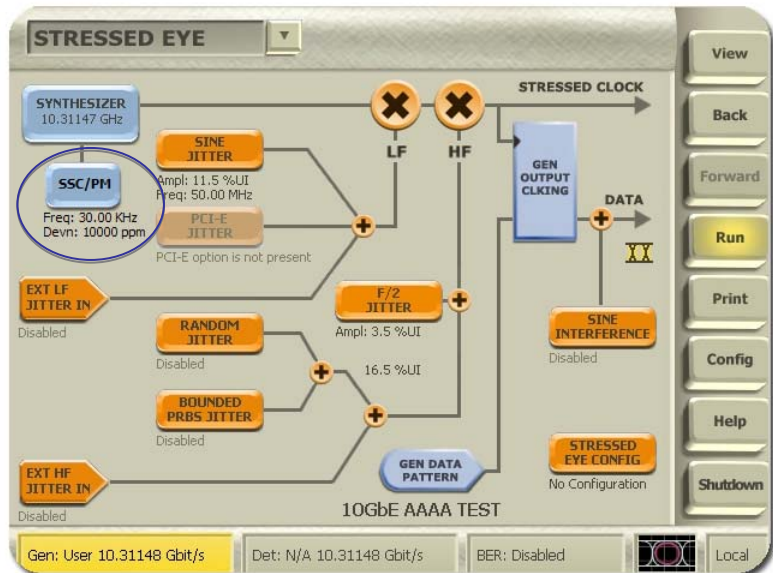 STRESSED EYE
View
Back
Forward
Run
Print
Config
Help
Shutdown
SYNTHESIZER
10.31147 GHz
SSC/PM
Freq: 30.00 KHz
Devn: 10000 ppm
SINE
JITTER
Ampl: 11.5 %UI
Freq: 50.00 MHz
PCI-E
JITTER
PCI-E option is not present
EXT LF
JITTER IN
Disabled
RANDOM
JITTER
Disabled
BOUNDED
PRBS JITTER
Disabled
EXT HF
JITTER IN
Disabled
LF
HF
F/2
JITTER
Ampl: 3.5 %UI
16.5 %UI
STRESSED CLOCK
GEN
OUTPUT
CLKING
DATA
SINE
INTERFERENCE
Disabled
GEN DATA
PATTERN
10GbE AAAA TEST
STRESSED
EYE CONFIG
No Configuration
Gen: User 10.31148 Gbit/s
Det: N/A 10.31148 Gbit/s
BER: Disabled
Local